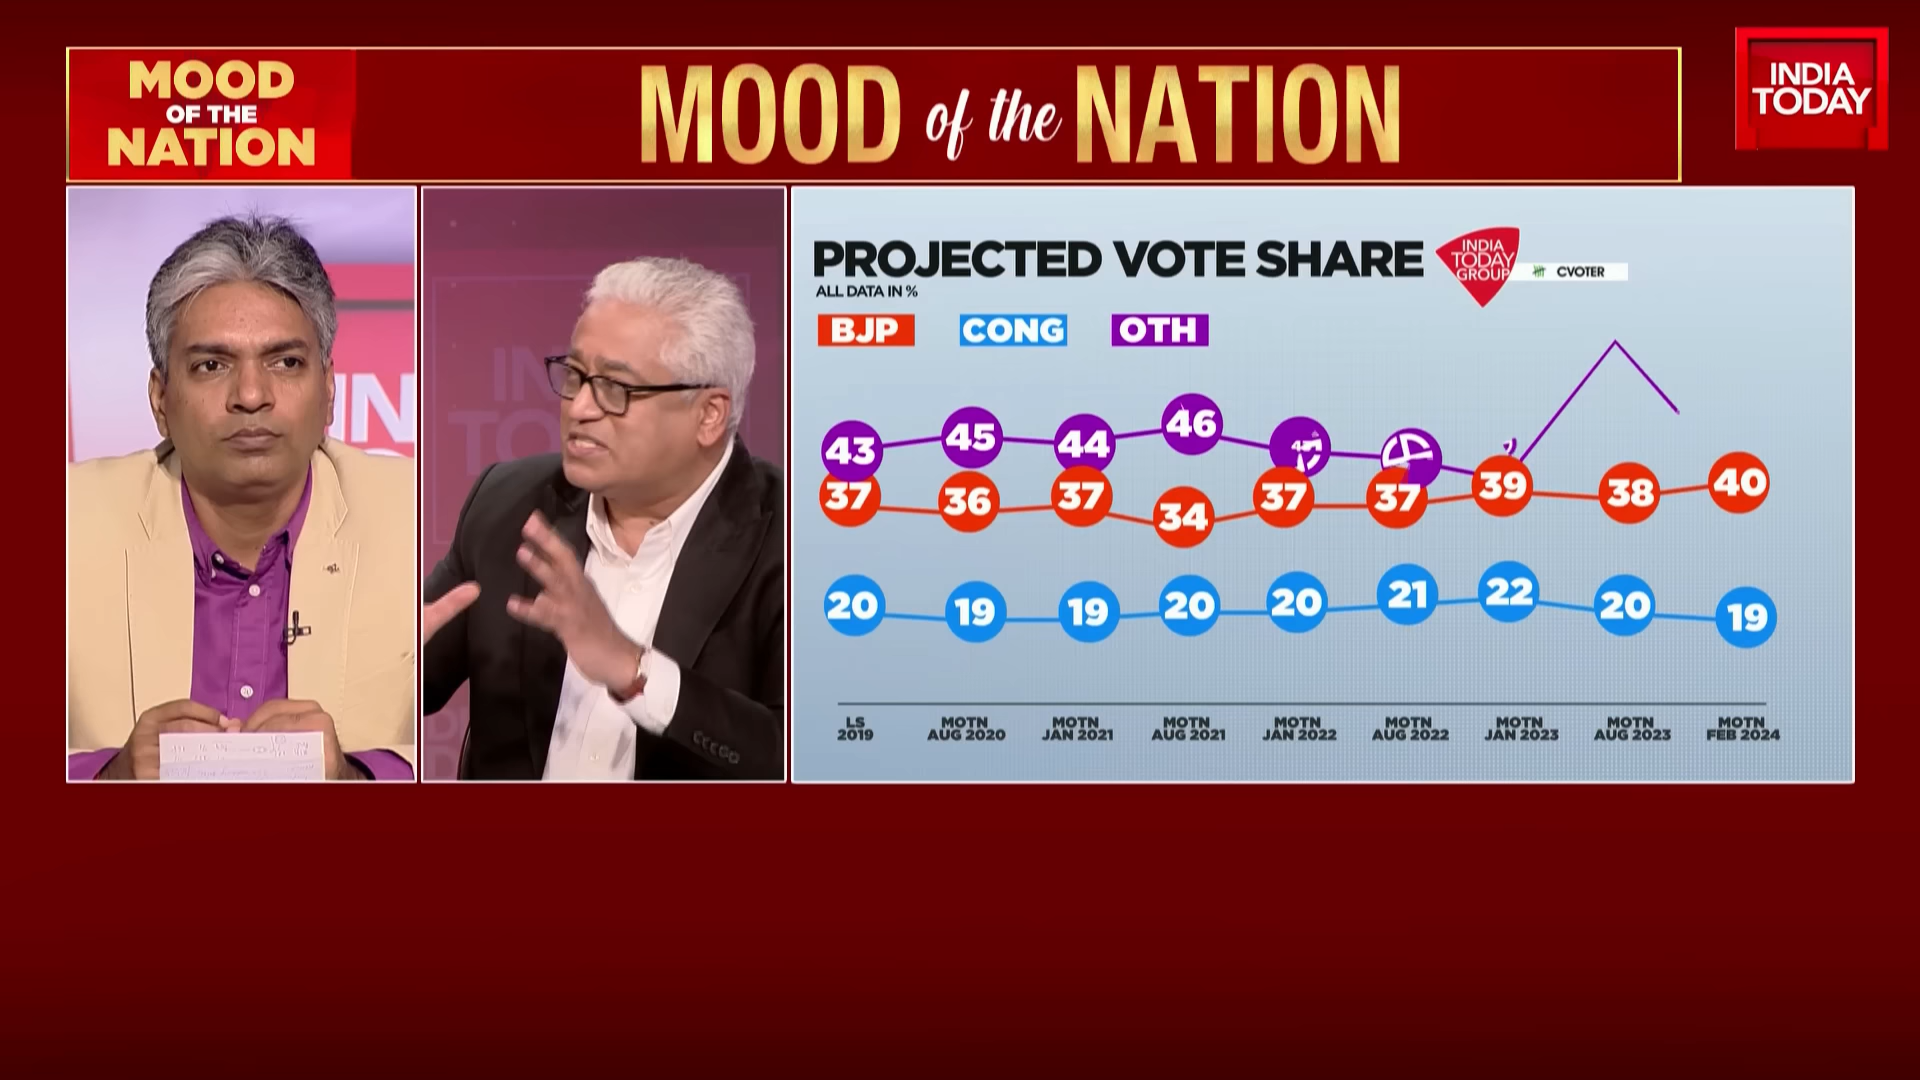 MOOD
OF THE
NATION
MOOD of the NATION
INDIA
TODAY
PROJECTED VOTE SHARE
INDIA
TODAY
GROUP
CVOTER
ALL DATA IN %
BJP CONG OTH
43 45 44 46
37 36 37 34 37 37 39 38 40
20 19 19 20 20 21 22 20 19
LS
2019
MOTN
AUG 2020
MOTN
JAN 2021
MOTN
AUG 2021
MOTN
JAN 2022
MOTN
AUG 2022
MOTN
JAN 2023
MOTN
AUG 2023
MOTN
FEB 2024
IN
IN
TO